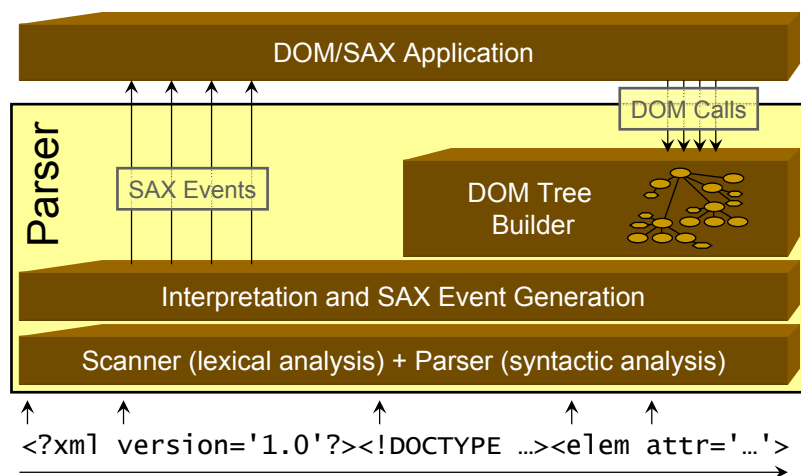 DOM/SAX Application
DOM Calls
Parser
SAX Events
DOM Tree
Builder
Interpretation and SAX Event Generation
Scanner (lexical analysis) + Parser (syntactic analysis)
<?xml version='1.0'?><!DOCTYPE …><elem attr='…'>